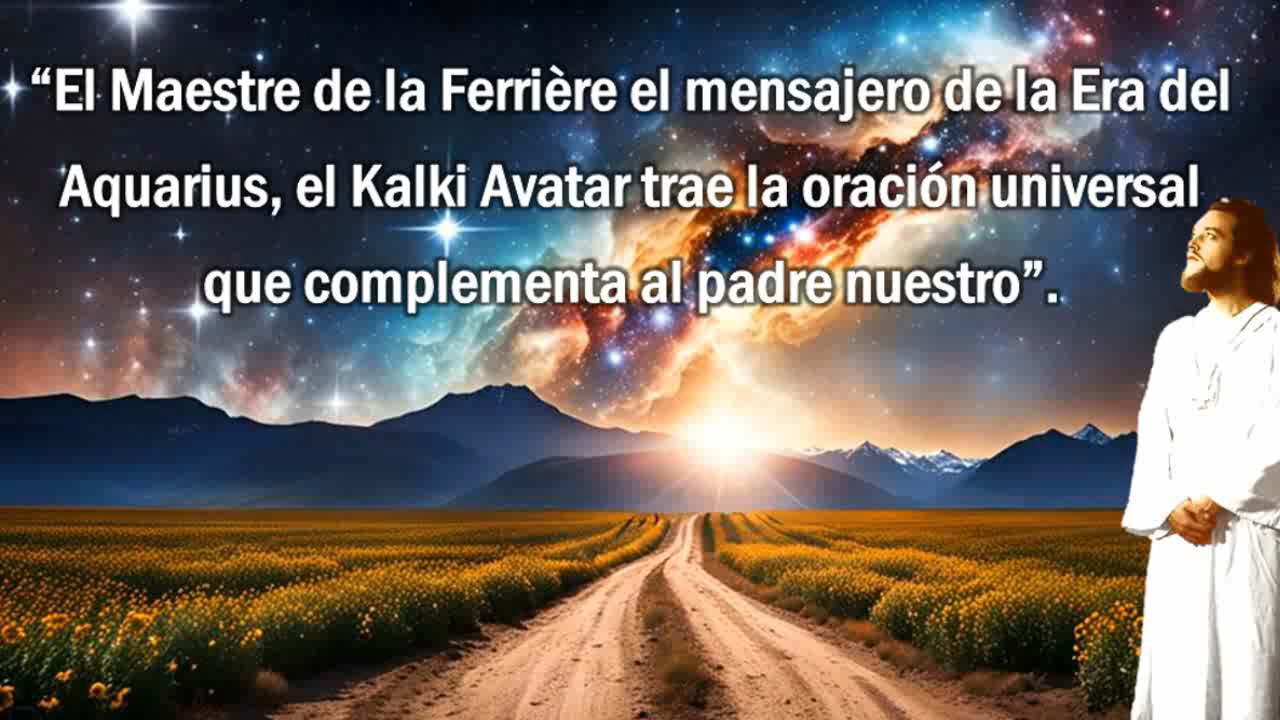 “El Maestre de la Ferrière el mensajero de la Era del
Aquarius, el Kalki Avatar trae la oración universal
que complementa al padre nuestro”.